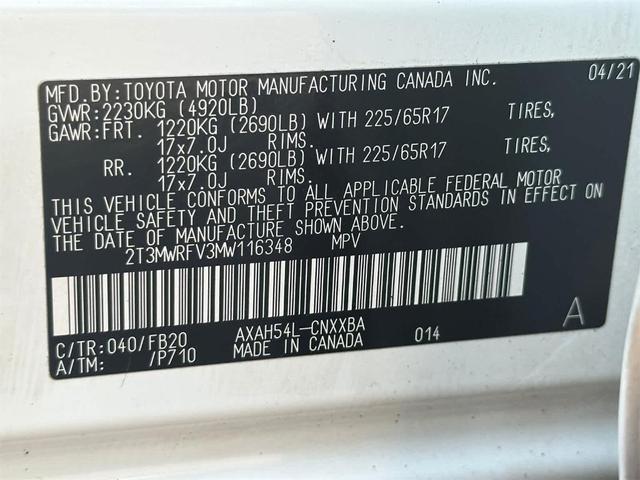 MFD.BY:TOYOTA MOTOR MANUFACTURING CANADA INC. 04/21
GVWR:2230KG (4920LB)
GAWR:FRT. 1220KG (2690LB) WITH 225/65R17 TIRES,
17x7.0J RIMS.
RR. 1220KG (2690LB) WITH 225/65R17 TIRES,
17x7.0J RIMS.
THIS VEHICLE CONFORMS TO ALL APPLICABLE FEDERAL MOTOR
VEHICLE SAFETY AND THEFT PREVENTION STANDARDS IN EFFECT ON
THE DATE OF MANUFACTURE SHOWN ABOVE.
2T3MWRFV3MW116348 MPV
C/TR:040/FB20 AXAH54L-CNXXBA 014 A
A/TM: /P710 MADE IN CANADA